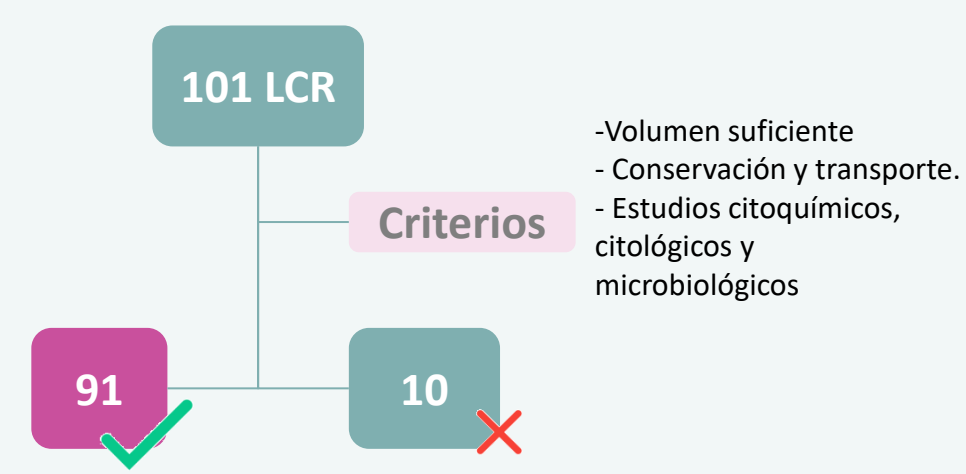 101 LCR
Criterios
-Volumen suficiente
- Conservación y transporte.
- Estudios citoquímicos,
citológicos y
microbiológicos
91
10